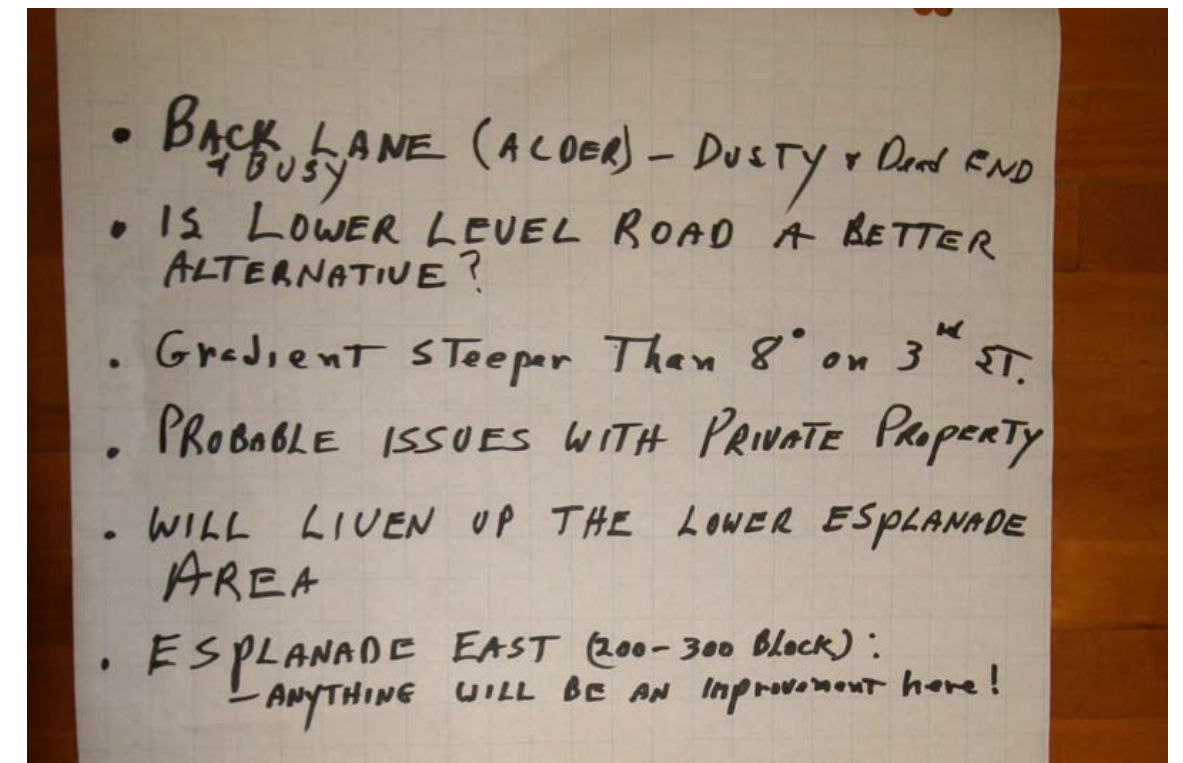 • BACK LANE (ALDER) - DUSTY & Dead END
+ BUSY
• IS LOWER LEVEL ROAD A BETTER
ALTERNATIVE?
• Gradient STeeper Than 8° on 3rd ST.
• PROBABLE ISSUES WITH PRIVATE PROPERTY
• WILL LIVEN UP THE LOWER ESPLANADE
AREA
• ESPLANADE EAST (200-300 BLock):
- ANYTHING WILL BE AN Improvement here!